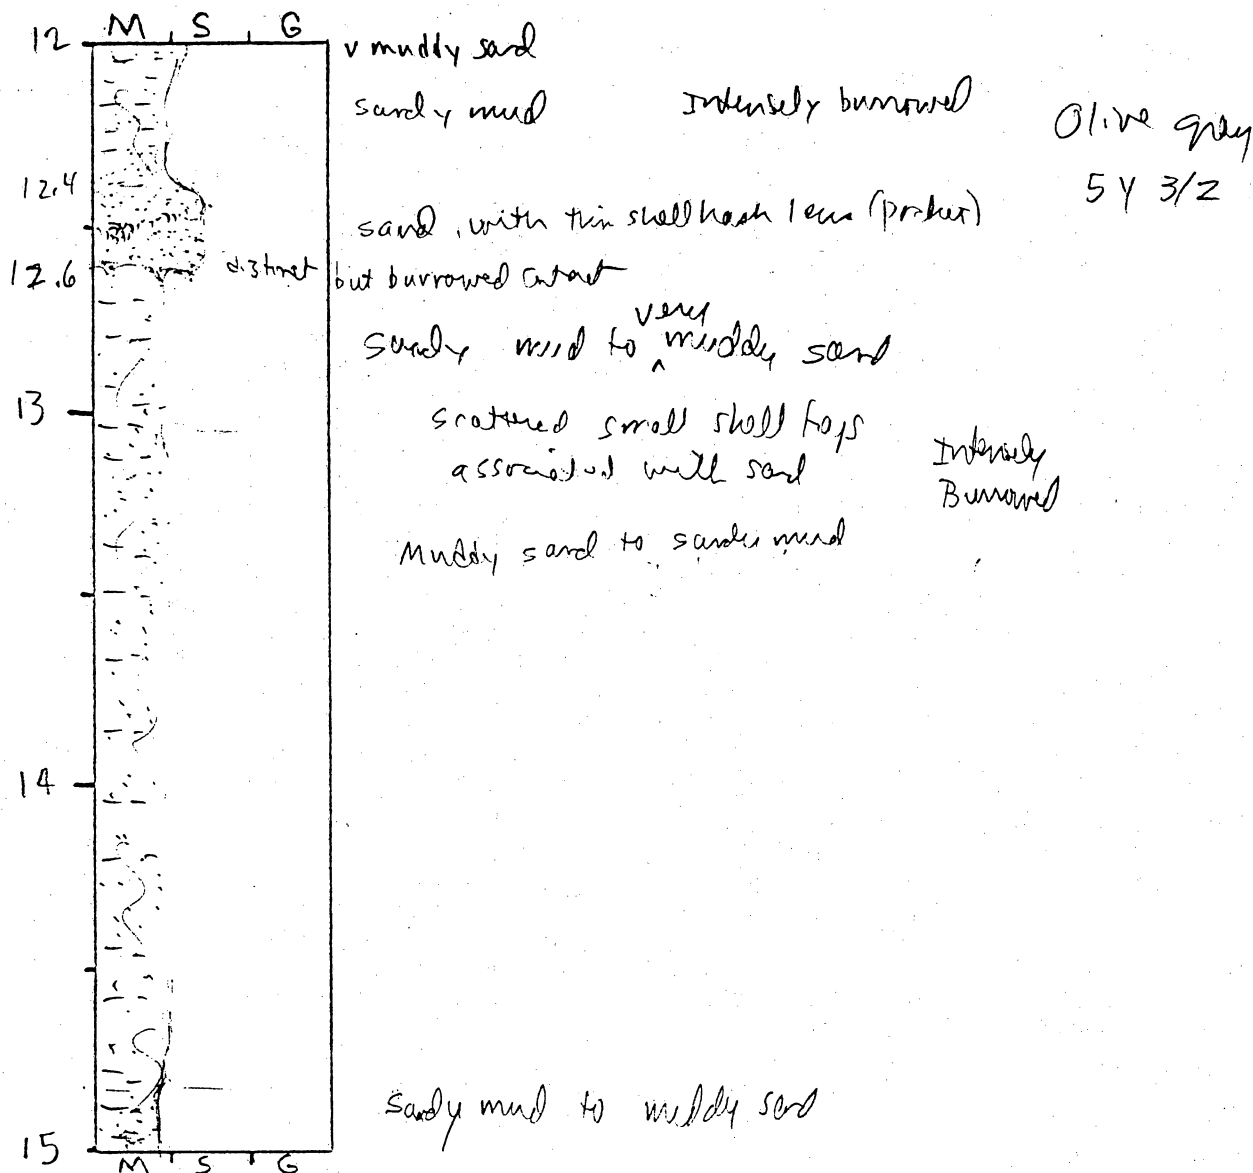 M S G
12
v muddy sand
sandy mud Intensely burrowed
Olive gray
5Y 3/2
12.4
sand, with thin shell hash lens (pocket)
12.6 distinct but burrowed contact
sandy mud to very muddy sand
13
scattered small shell frags
associated with sand
Intensely
Burrowed
Muddy sand to sandy mud
14
Sandy mud to muddy sand
15
M S G